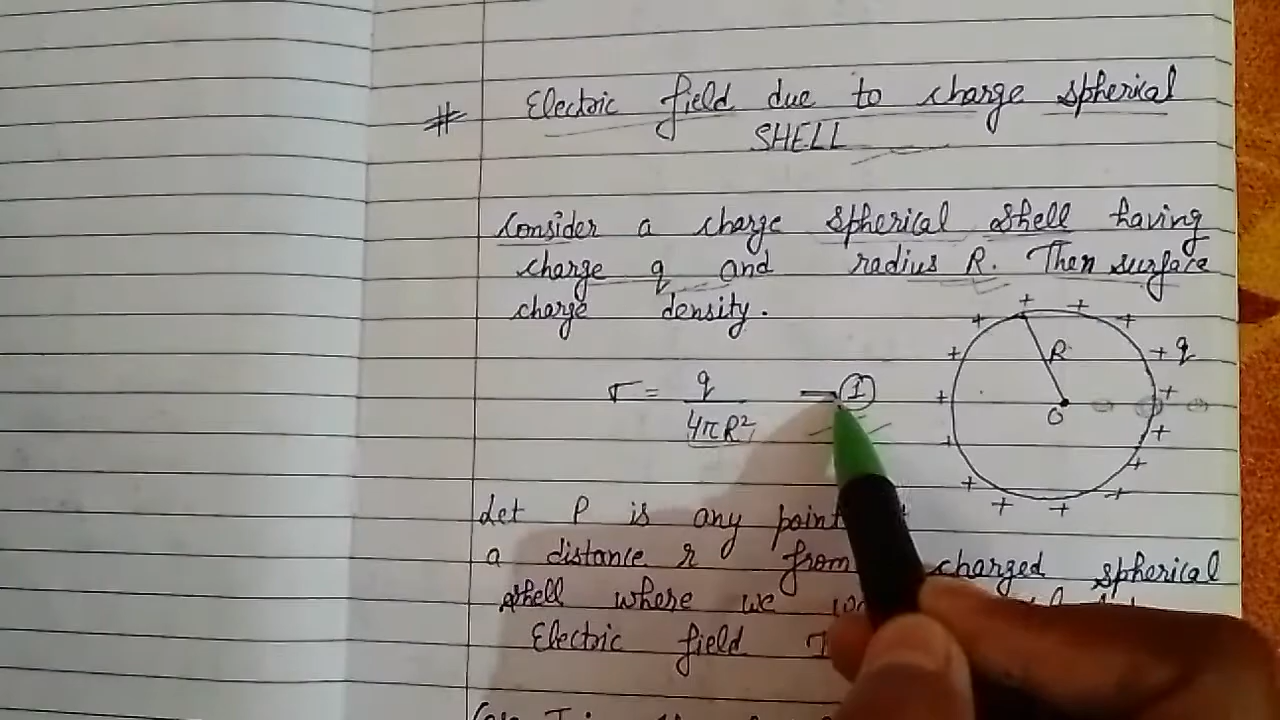 # Electric field due to charge spherical
SHELL
Consider a charge spherical shell having
charge q and radius R. Then surface
charge density.
σ = q / 4πR² — (I)
R
q
O
Let P is any point
a distance r from charged spherical
shell where we
Electric field
Case I